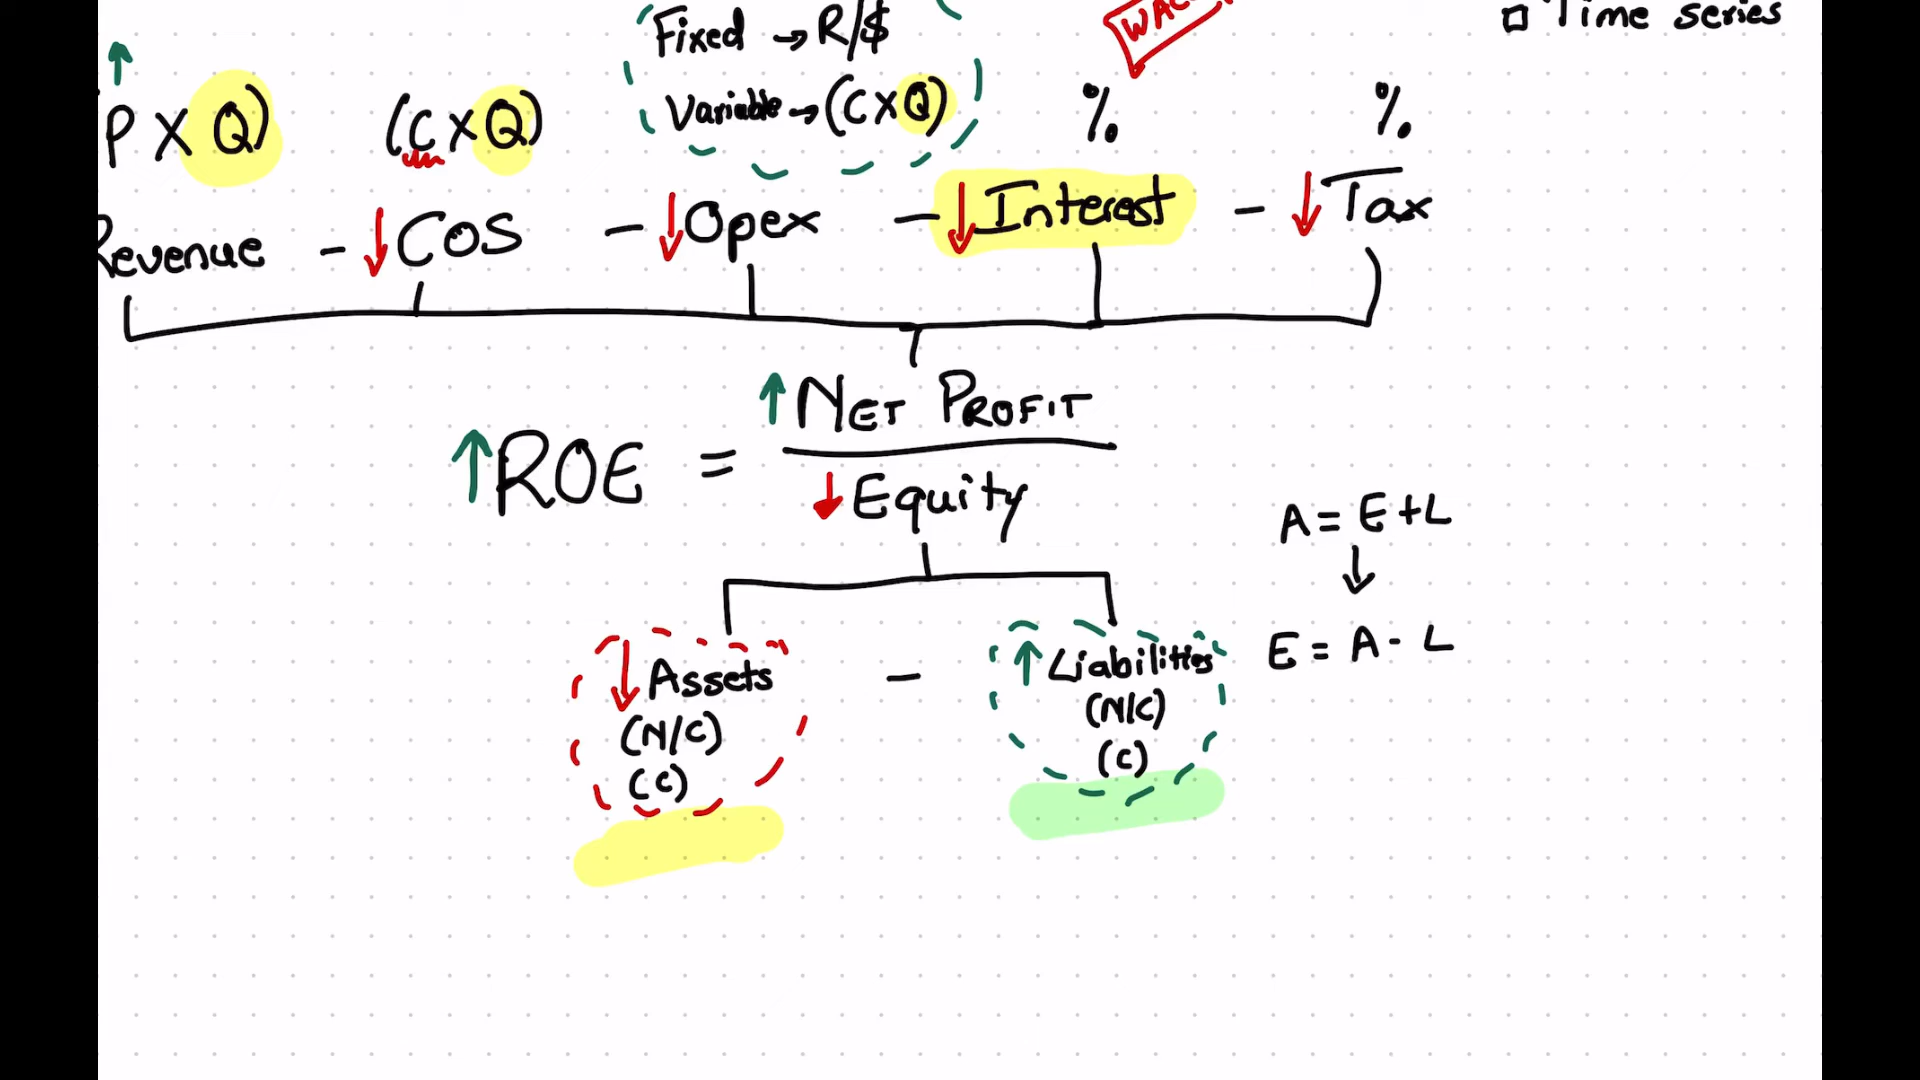 Fixed → R/$
□ Time series
Variable → (C X Q)
↑
P X Q)
(C X Q)
%
%
Revenue - ↓ COS - ↓ Opex - ↓ Interest - ↓ Tax
↑ NET PROFIT
↑ ROE =
↓ Equity
A = E + L
↓
E = A - L
↓ Assets - ↑ Liabilities
(N/C)
(N/C)
(C)
(C)